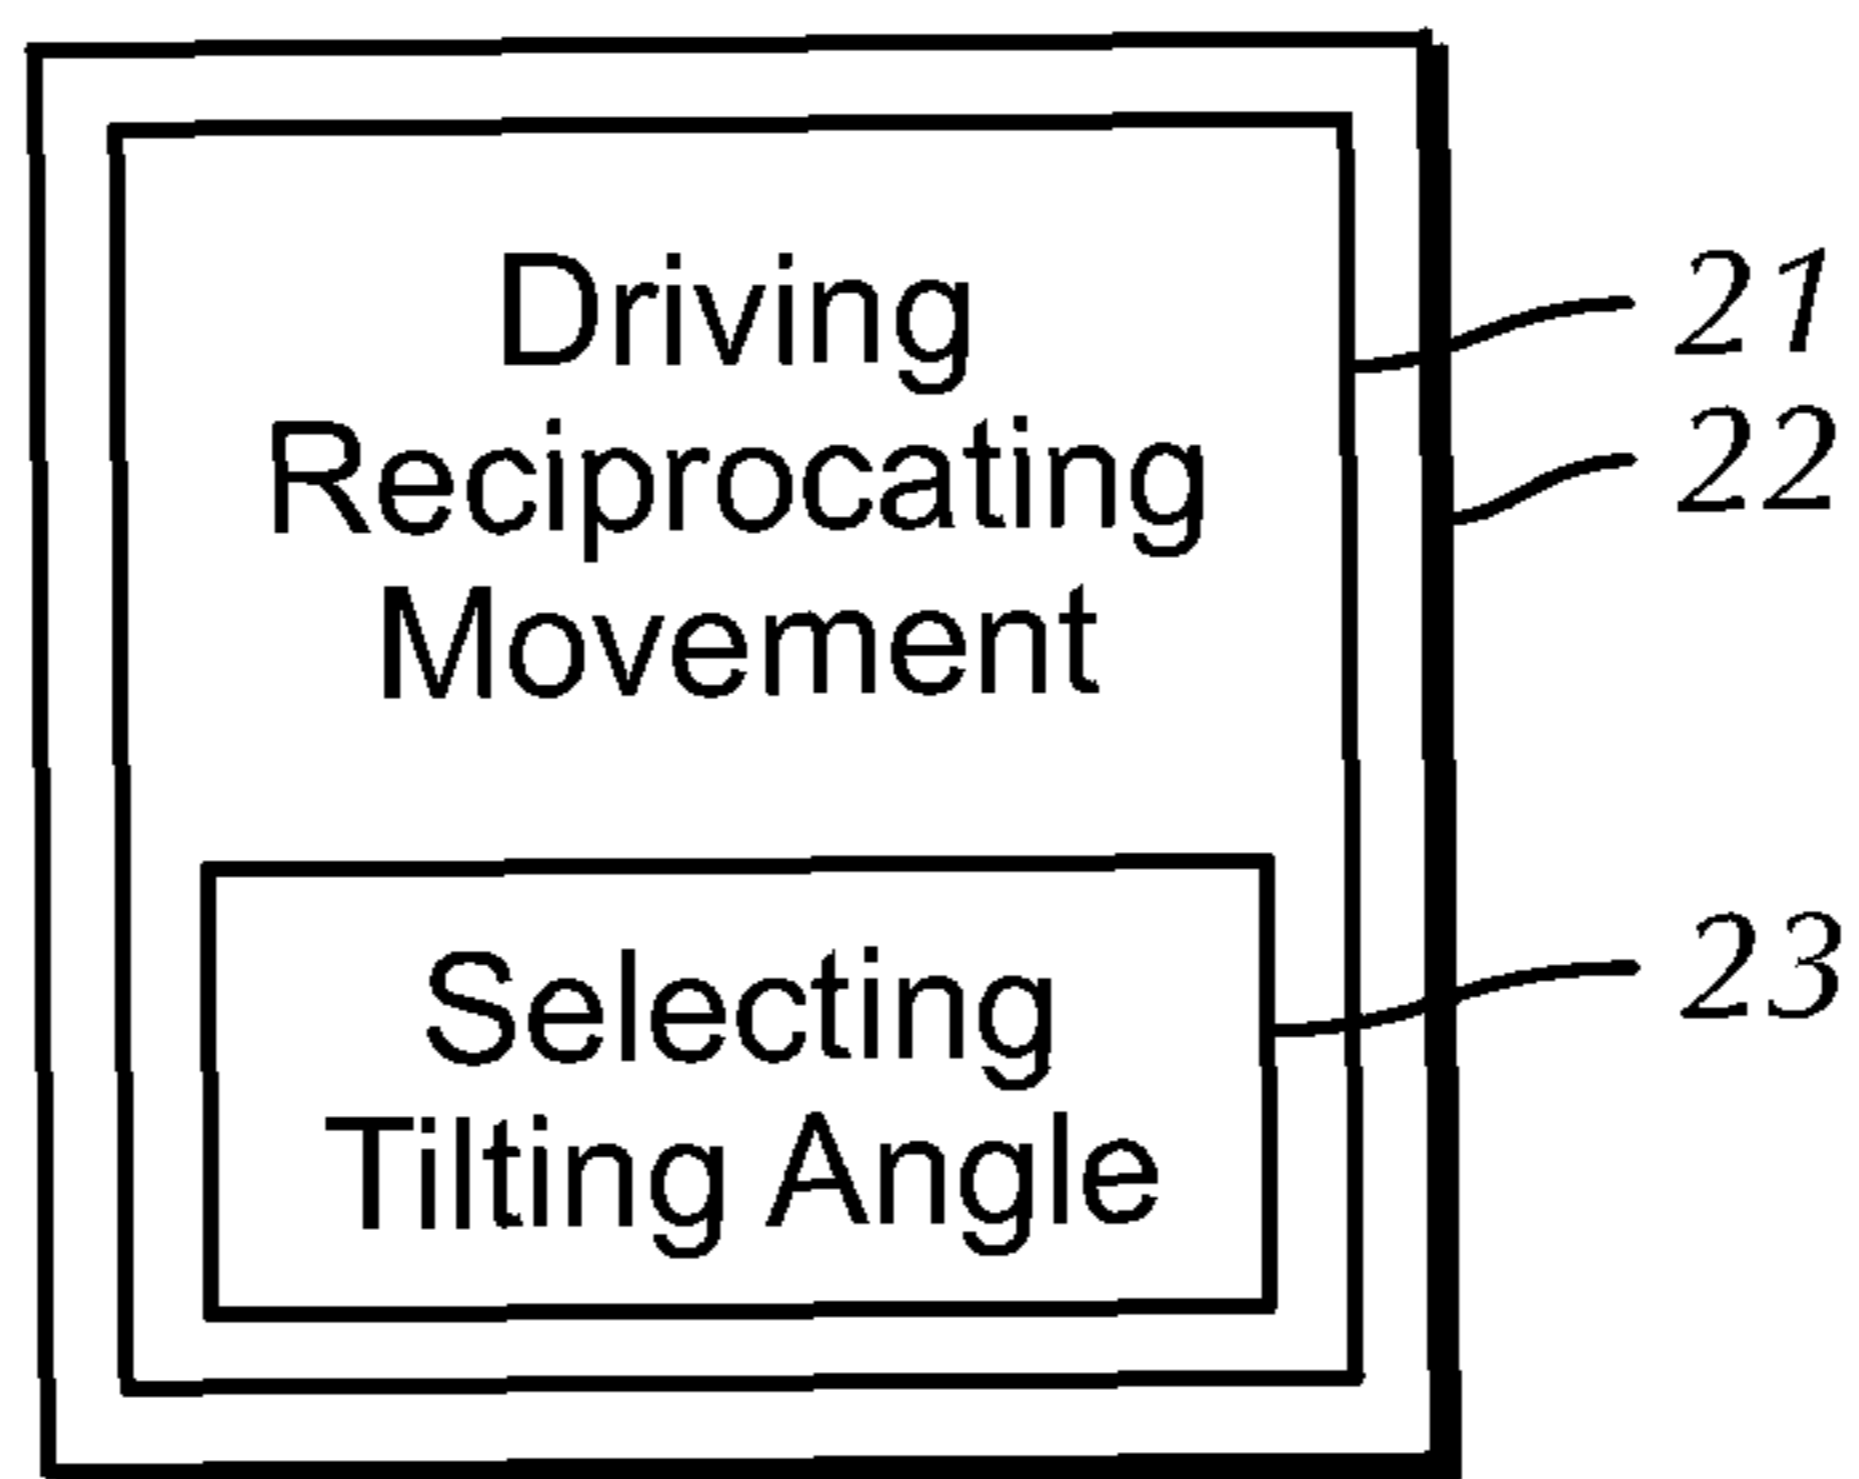 Driving
Reciprocating
Movement
21
22
Selecting
Tilting Angle
23